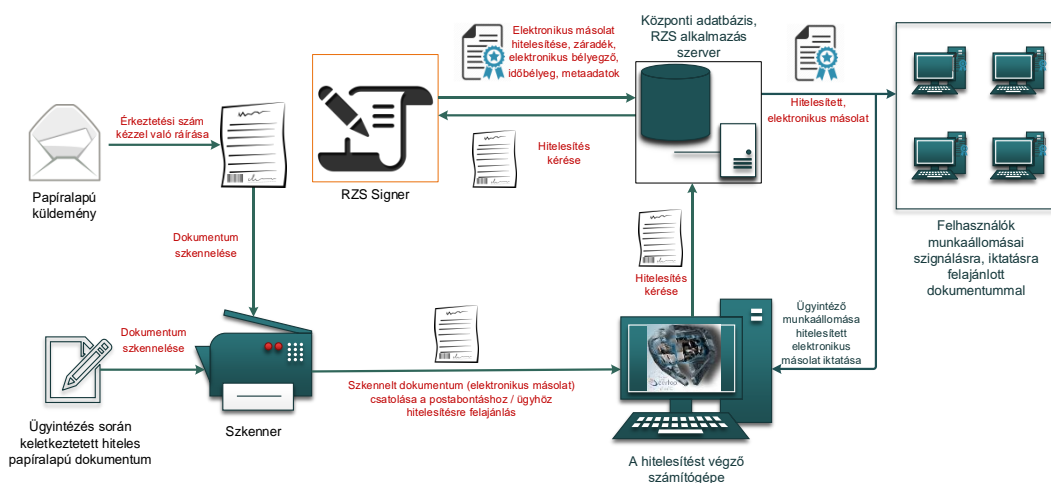 Elektronikus másolat
hitelesítése, záradék,
elektronikus bélyegző,
időbélyeg, metaadatok
Központi adatbázis,
RZS alkalmazás
szerver
Érkeztetési szám
kézzel való ráírása
Hitelesített,
elektronikus másolat
Hitelesítés
kérése
Papíralapú
küldemény
RZS Signer
Felhasználók
munkaállomásai
szignálásra, iktatásra
felajánlott
dokumentummal
Dokumentum
szkennelése
Hitelesítés
kérése
Ügyintéző
munkaállomása
hitelesített
elektronikus
másolat iktatása
Dokumentum
szkennelése
Szkennelt dokumentum (elektronikus másolat)
csatolása a postabontáshoz / ügyhöz
hitelesítésre felajánlás
Ügyintézés során
keletkeztetett hiteles
papíralapú dokumentum
Szkenner
A hitelesítést végző
számítógépe